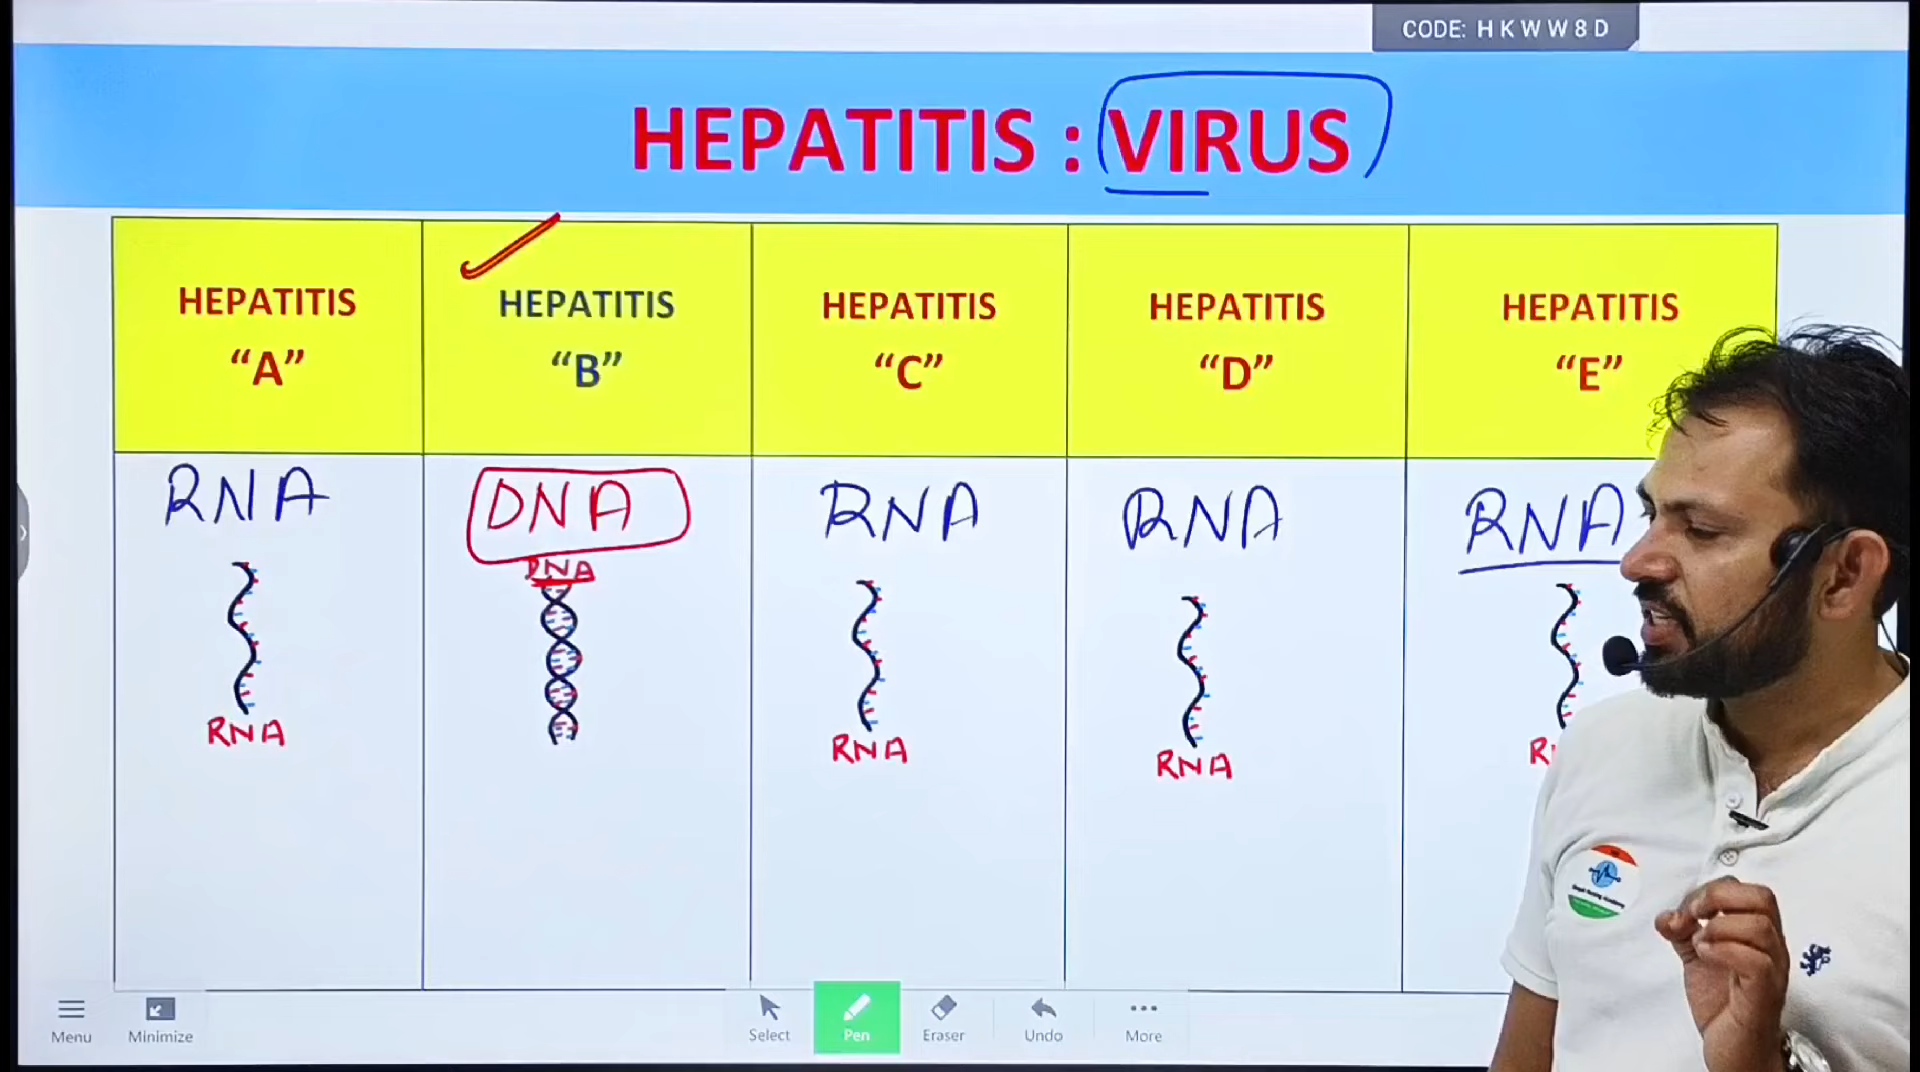 CODE: HKWW8D
HEPATITIS : VIRUS
HEPATITIS "A"
HEPATITIS "B"
HEPATITIS "C"
HEPATITIS "D"
HEPATITIS "E"
RNA
DNA
RNA
RNA
RNA
DNA
RNA
RNA
RNA
Menu
Minimize
Select
Pen
Eraser
Undo
More